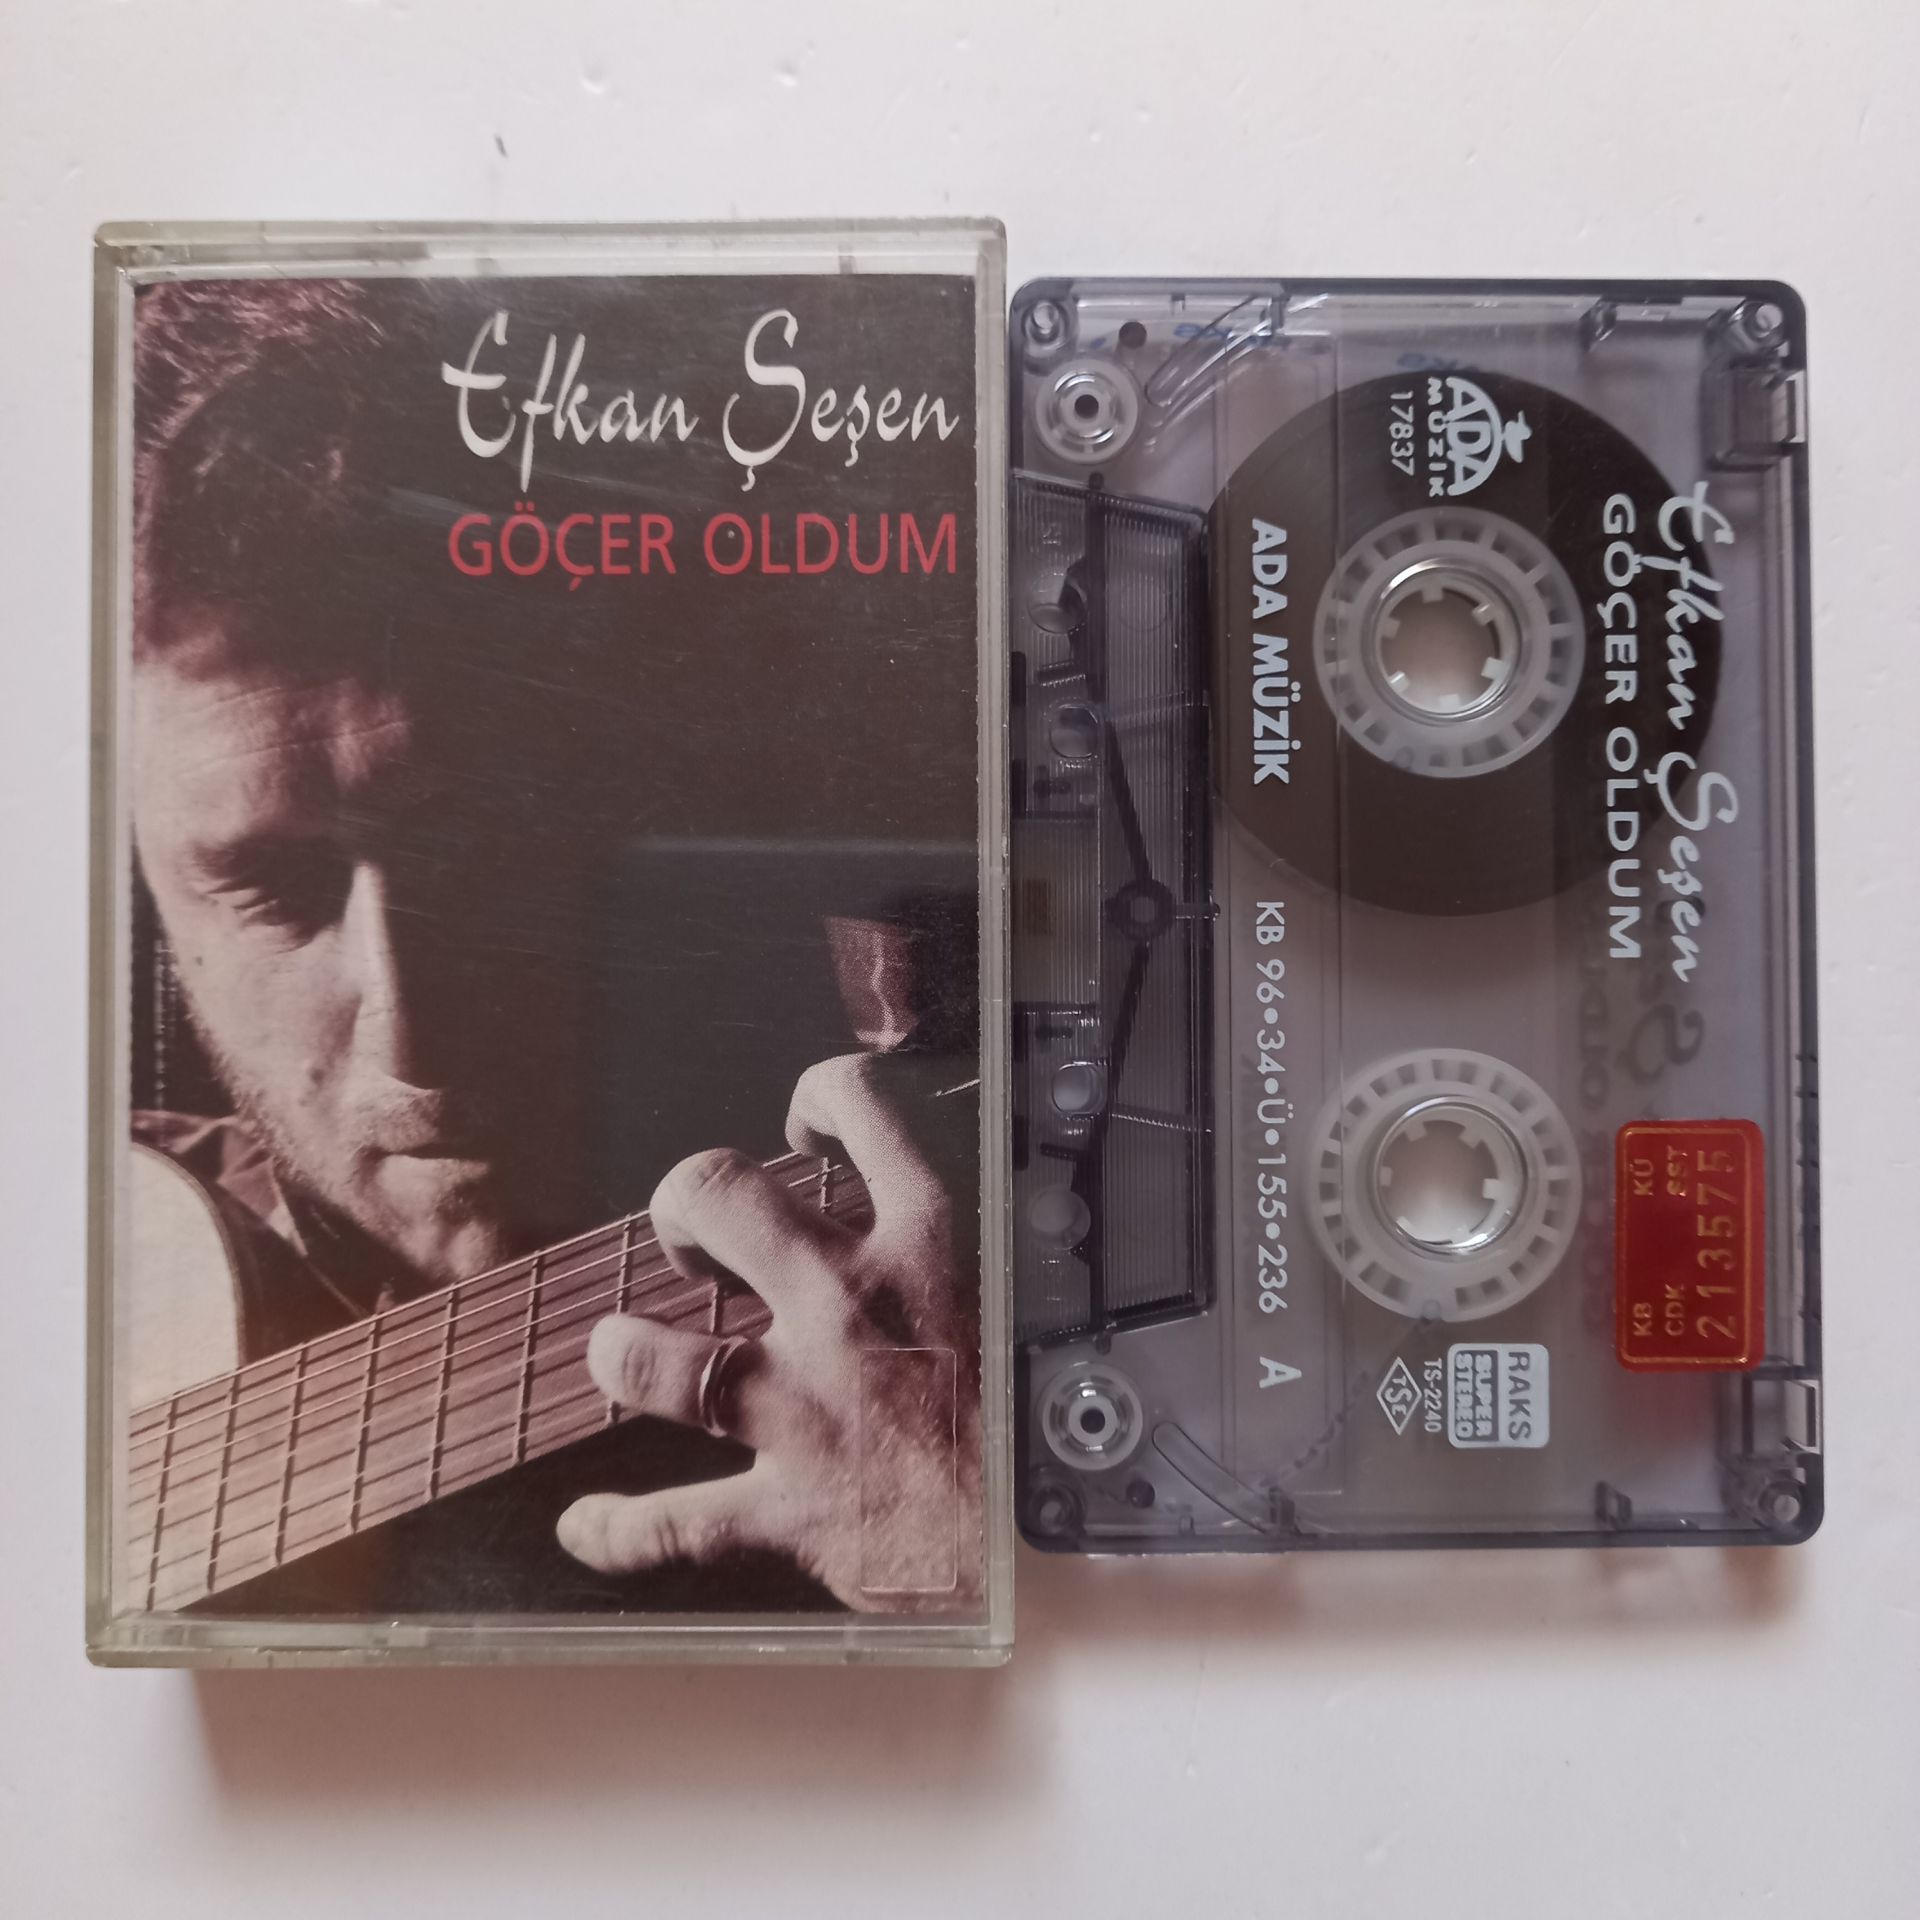 Efkan Şeşen
GÖÇER OLDUM
Efkan Şeşen
GÖÇER OLDUM
ADA
MÜZİK
17837
ADA MÜZİK KB 96•34•Ü•155•236 A
KB KÜ
CDK SST
213575
RAKS
SUPER
STEREO
TS-2240
TSE